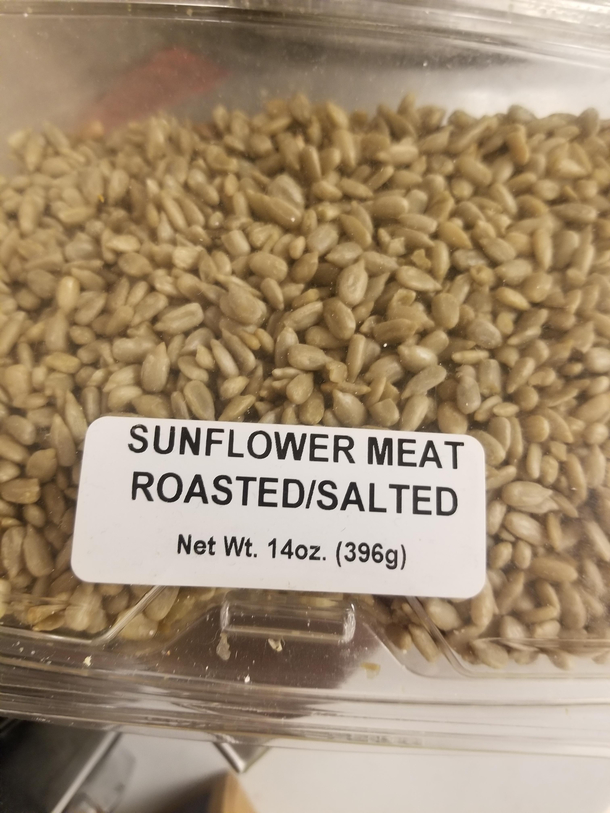 SUNFLOWER MEAT
ROASTED/SALTED
Net Wt. 14oz. (396g)